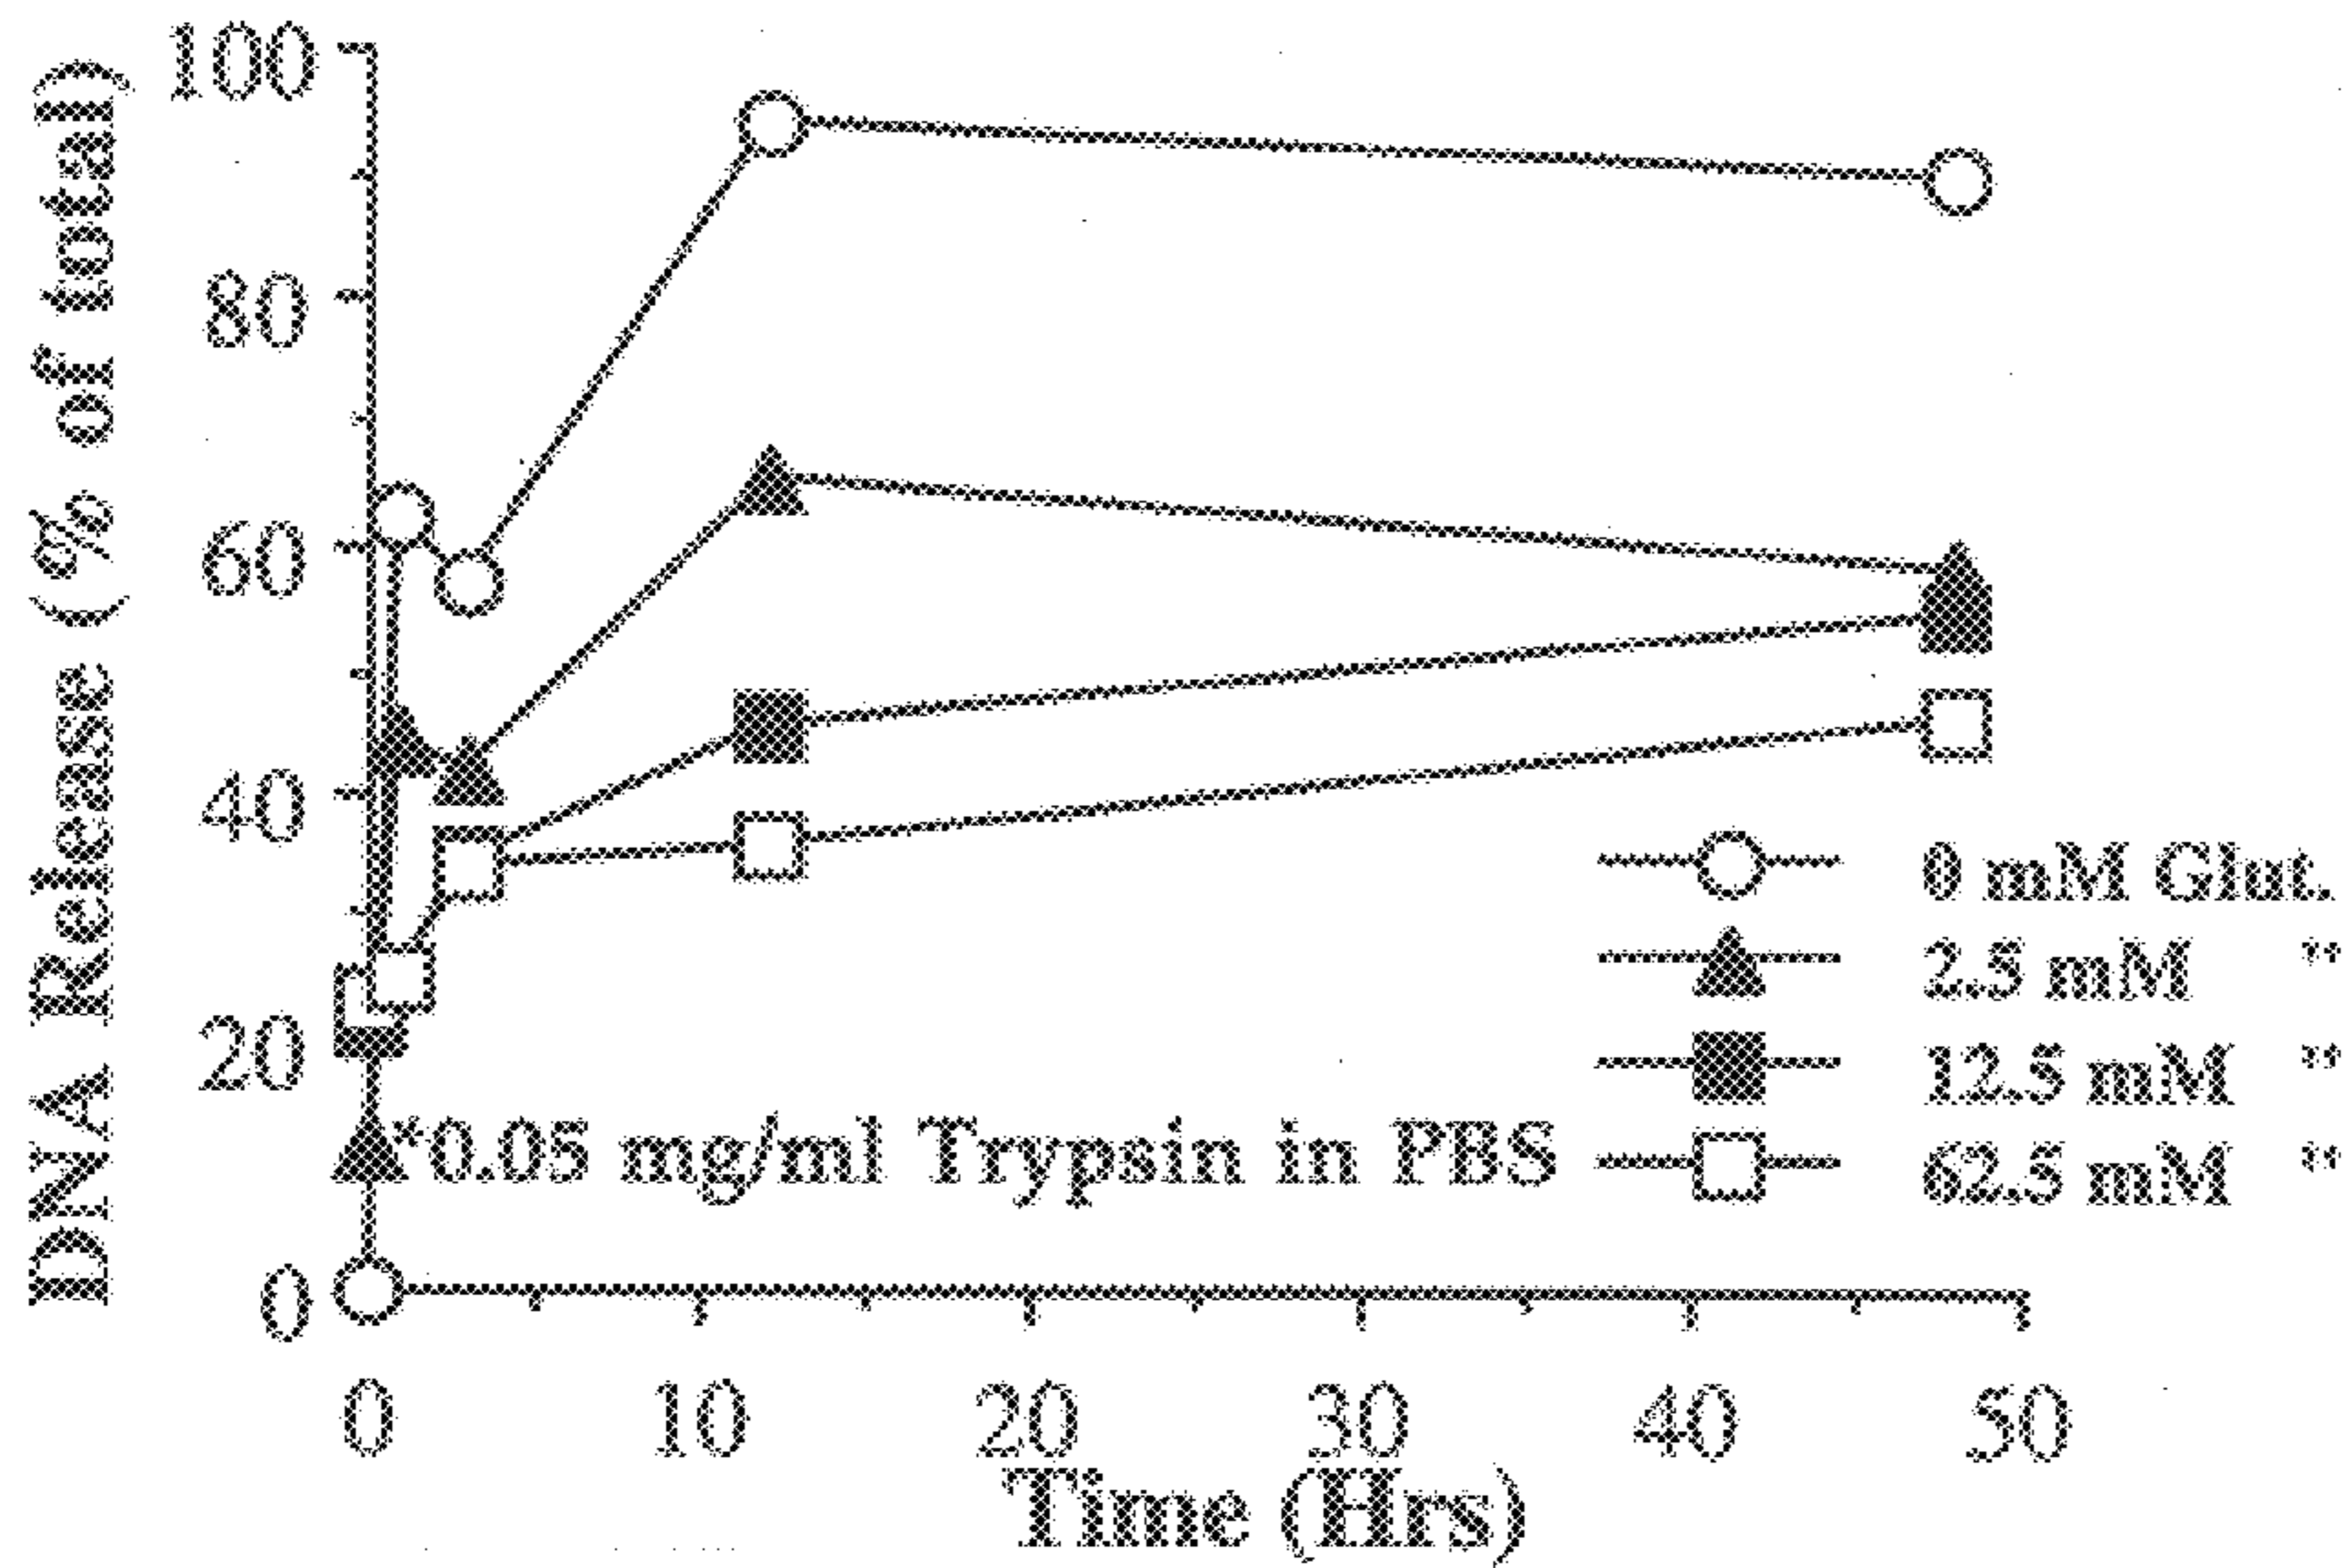 DNA Release (% of total)
100
80
60
40
20
0
0 mM Glut.
2.5 mM "
12.5 mM "
62.5 mM "
*0.05 mg/ml Trypsin in PBS
0 10 20 30 40 50
Time (Hrs)